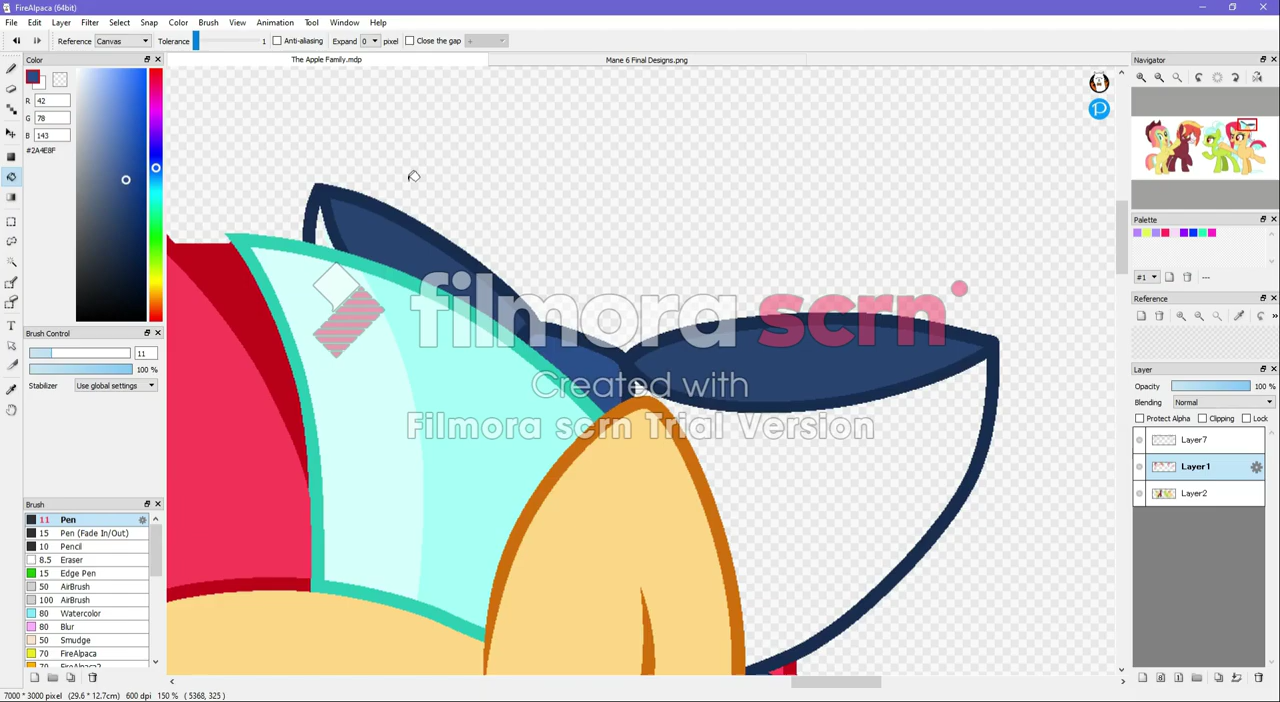 FireAlpaca (64bit)
File Edit Layer Filter Select Snap Color Brush View Animation Tool Window Help
Reference Canvas Tolerance 1 Anti-aliasing Expand 0 pixel Close the gap +
Color
The Apple Family.mdp
Mane 6 Final Designs.png
Navigator
R 42
G 78
B 143
#2A4E8F
Palette
#1 ---
Reference
Brush Control
11
100 %
Stabilizer Use global settings
filmora scrn
Created with
Filmora scrn Trial Version
Layer
Opacity 100 %
Blending Normal
Protect Alpha Clipping Lock
Layer7
Layer1
Layer2
Brush
11 Pen
15 Pen (Fade In/Out)
10 Pencil
8.5 Eraser
15 Edge Pen
50 AirBrush
100 AirBrush
80 Watercolor
80 Blur
50 Smudge
70 FireAlpaca
70 FireAlpaca2
7000 * 3000 pixel (29.6 * 12.7cm) 600 dpi 150 % ( 5368, 325 )